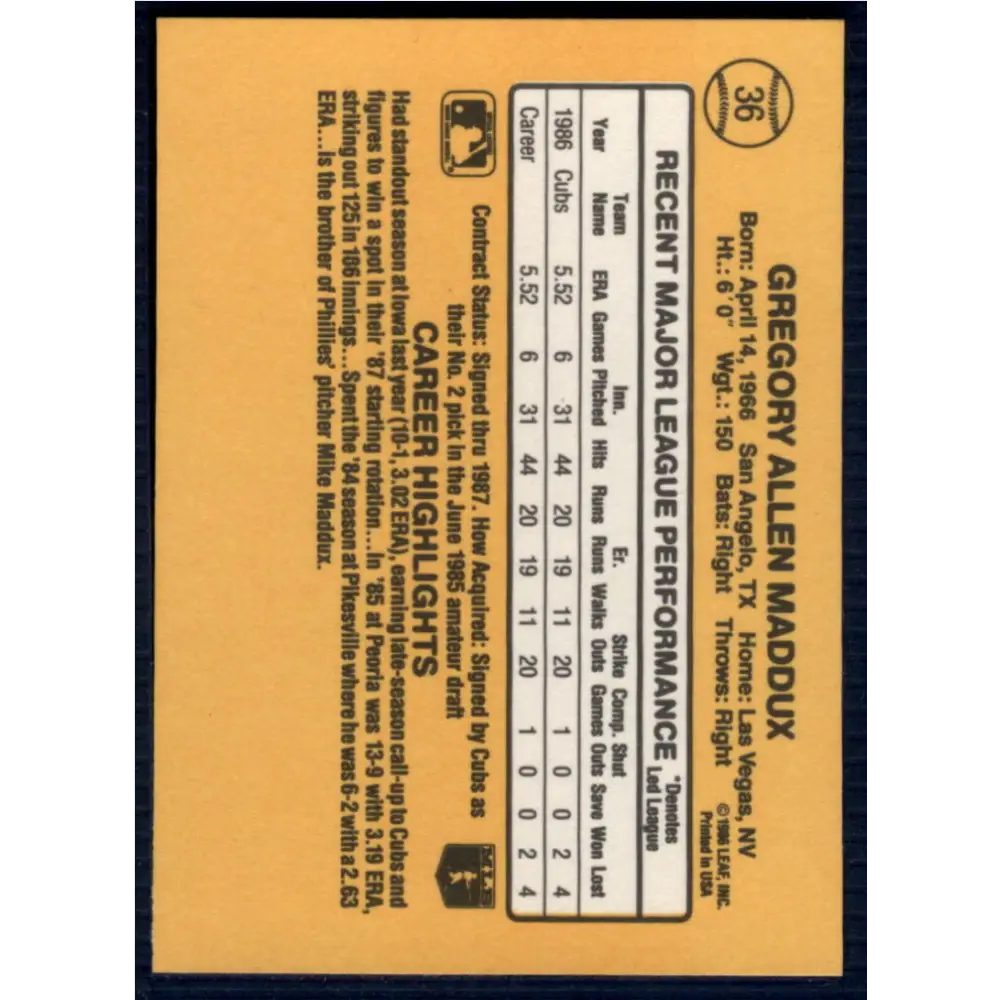 36
GREGORY ALLEN MADDUX
Born: April 14, 1966 San Angelo, TX Home: Las Vegas, NV
Ht.: 6'0" Wgt.: 150 Bats: Right Throws: Right
©1986 LEAF, INC.
Printed in USA
RECENT MAJOR LEAGUE PERFORMANCE
*Denotes
Led League
Team Inn. Er. Strike Comp. Shut
Year Name ERA Games Pitched Hits Runs Runs Walks Outs Games Outs Save Won Lost
1986 Cubs 5.52 6 31 44 20 19 11 20 1 0 0 2 4
Career 5.52 6 31 44 20 19 11 20 1 0 0 2 4
Contract Status: Signed thru 1987. How Acquired: Signed by Cubs as
their No. 2 pick in the June 1985 amateur draft
MLB
CAREER HIGHLIGHTS
Had standout season at Iowa last year (10-1, 3.02 ERA), earning late-season call-up to Cubs and
figures to win a spot in their '87 starting rotation...In '85 at Peoria was 13-9 with 3.19 ERA,
striking out 125 in 186 innings...Spent the '84 season at Pikesville where he was 6-2 with a 2.63
ERA...Is the brother of Phillies' pitcher Mike Maddux.